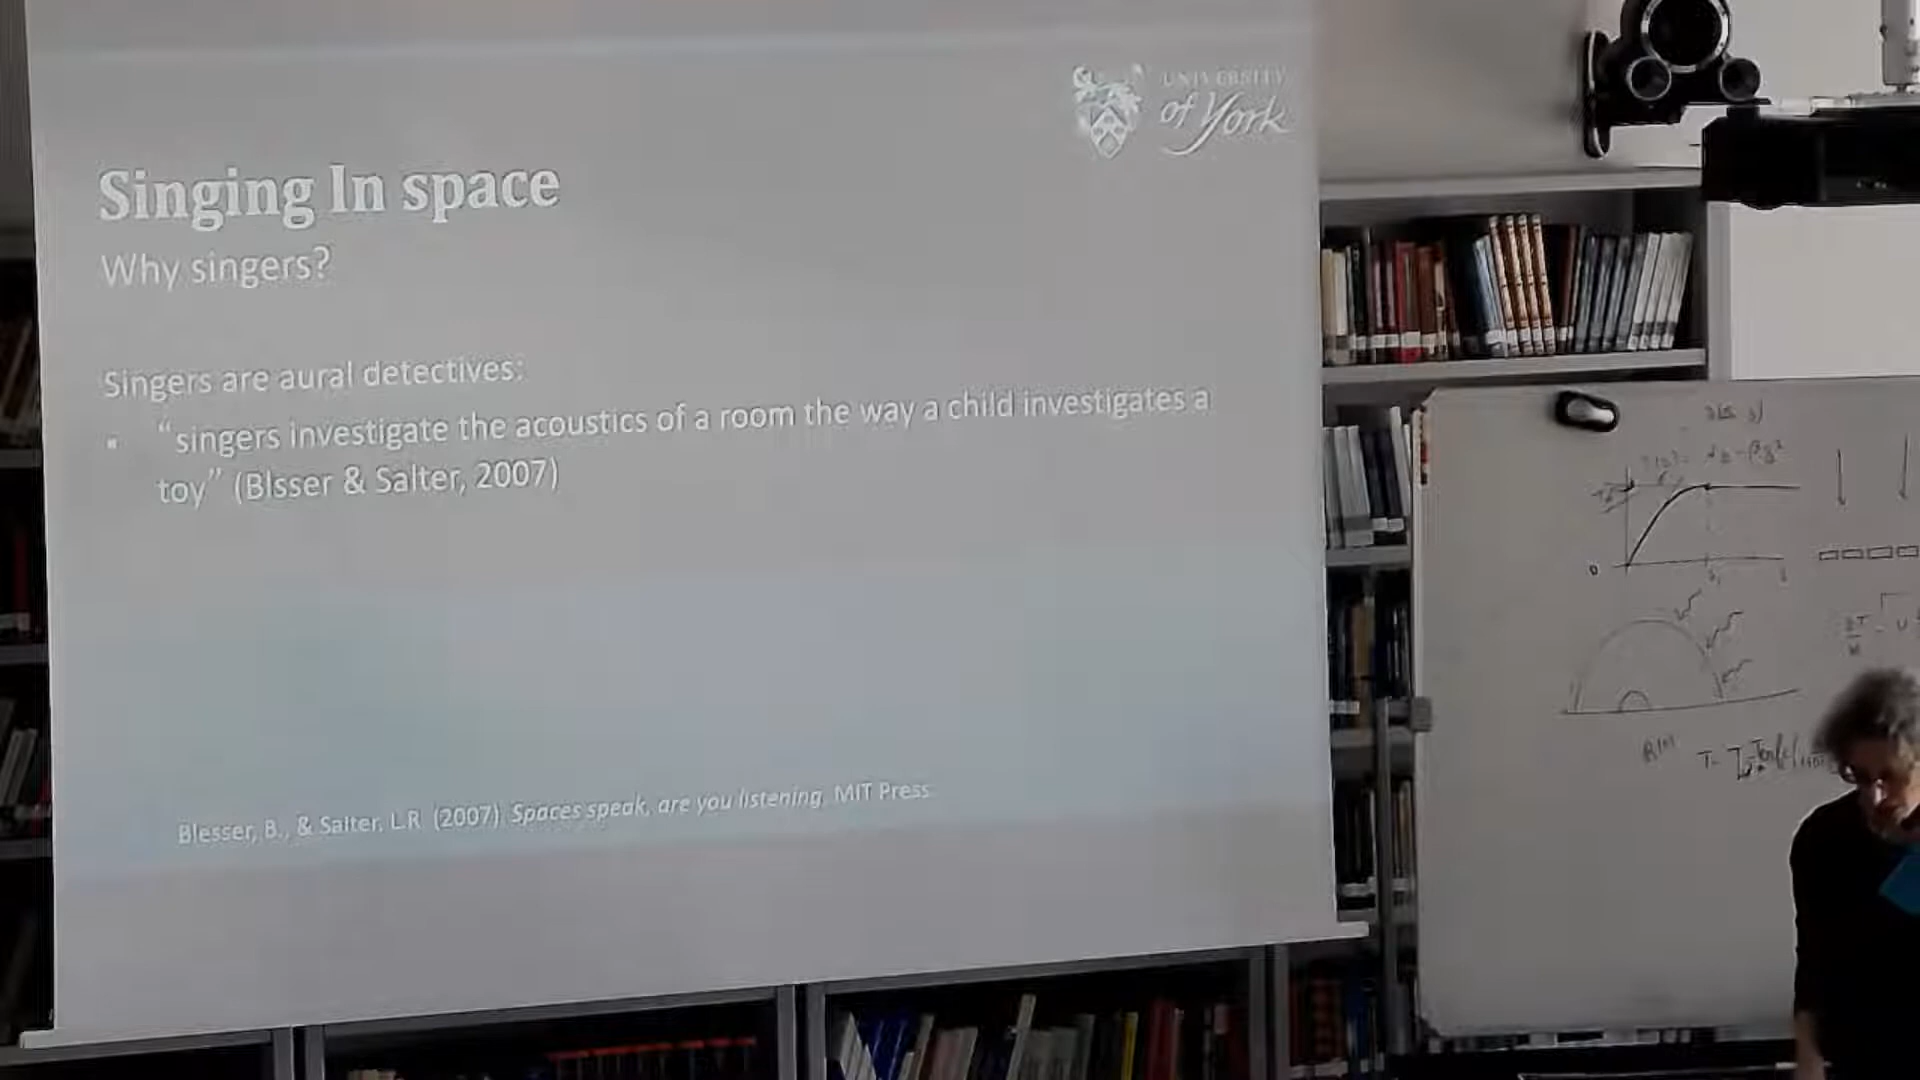 UNIVERSITY
of York
Singing In space
Why singers?
Singers are aural detectives:
▪ “singers investigate the acoustics of a room the way a child investigates a
toy” (Blsser & Salter, 2007)
Blesser, B., & Salter, L.R (2007). Spaces speak, are you listening. MIT Press